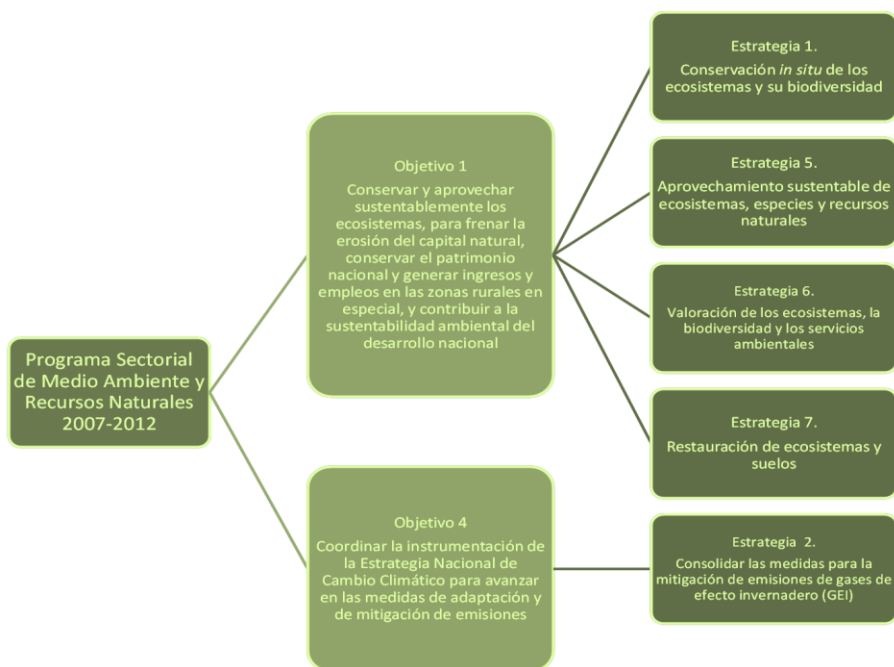 Programa Sectorial
de Medio Ambiente y
Recursos Naturales
2007-2012
Objetivo 1
Conservar y aprovechar
sustentablemente los
ecosistemas, para frenar la
erosión del capital natural,
conservar el patrimonio
nacional y generar ingresos y
empleos en las zonas rurales en
especial, y contribuir a la
sustentabilidad ambiental del
desarrollo nacional
Estrategia 1.
Conservación in situ de los
ecosistemas y su biodiversidad
Estrategia 5.
Aprovechamiento sustentable de
ecosistemas, especies y recursos
naturales
Estrategia 6.
Valoración de los ecosistemas, la
biodiversidad y los servicios
ambientales
Estrategia 7.
Restauración de ecosistemas y
suelos
Objetivo 4
Coordinar la instrumentación de
la Estrategia Nacional de
Cambio Climático para avanzar
en las medidas de adaptación y
de mitigación de emisiones
Estrategia 2.
Consolidar las medidas para la
mitigación de emisiones de gases de
efecto invernadero (GEI)